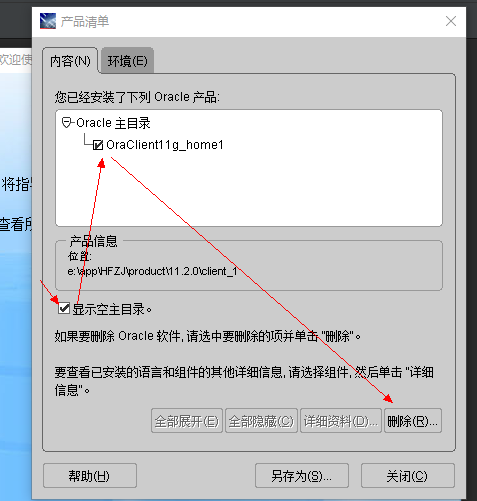 产品清单
欢迎使
内容(N)
环境(E)
您已经安装了下列 Oracle 产品:
Oracle 主目录
OraClient11g_home1
将指
产品信息
位置:
查看所
e:\app\HFZJ\product\11.2.0\client_1
显示空主目录。
如果要删除 Oracle 软件, 请选中要删除的项并单击 "删除"。
要查看已安装的语言和组件的其他详细信息, 请选择组件, 然后单击 "详细
信息"。
全部展开(E) 全部隐藏(C) 详细资料(D)... 删除(R)...
帮助(H) 另存为(S)... 关闭(C)